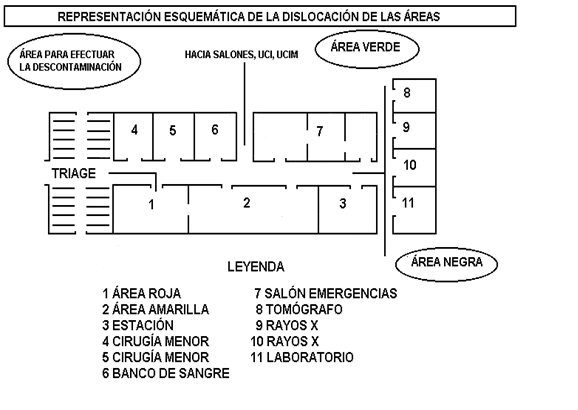 REPRESENTACIÓN ESQUEMÁTICA DE LA DISLOCACIÓN DE LAS ÁREAS
ÁREA PARA EFECTUAR
LA DESCONTAMINACIÓN
HACIA SALONES, UCI, UCIM
ÁREA VERDE
4
5
6
7
8
9
10
11
TRIAGE
1
2
3
ÁREA NEGRA
LEYENDA
1 ÁREA ROJA
2 ÁREA AMARILLA
3 ESTACIÓN
4 CIRUGÍA MENOR
5 CIRUGÍA MENOR
6 BANCO DE SANGRE
7 SALÓN EMERGENCIAS
8 TOMÓGRAFO
9 RAYOS X
10 RAYOS X
11 LABORATORIO